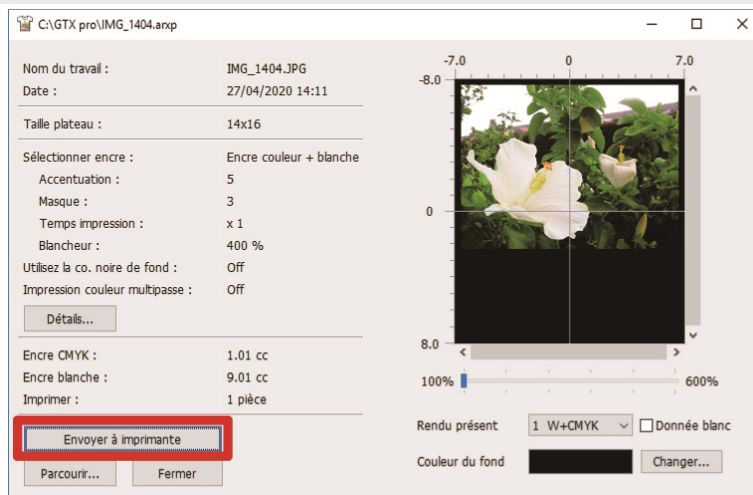 C:\GTX pro\IMG_1404.arxp
Nom du travail : IMG_1404.JPG
Date : 27/04/2020 14:11
Taille plateau : 14x16
Sélectionner encre : Encre couleur + blanche
Accentuation : 5
Masque : 3
Temps impression : x 1
Blancheur : 400 %
Utilisez la co. noire de fond : Off
Impression couleur multipasse : Off
Détails...
Encre CMYK : 1.01 cc
Encre blanche : 9.01 cc
Imprimer : 1 pièce
Envoyer à imprimante
Parcourir... Fermer
-7.0 0 7.0
-8.0
0
8.0
100% 600%
Rendu présent 1 W+CMYK Donnée blanc
Couleur du fond Changer...